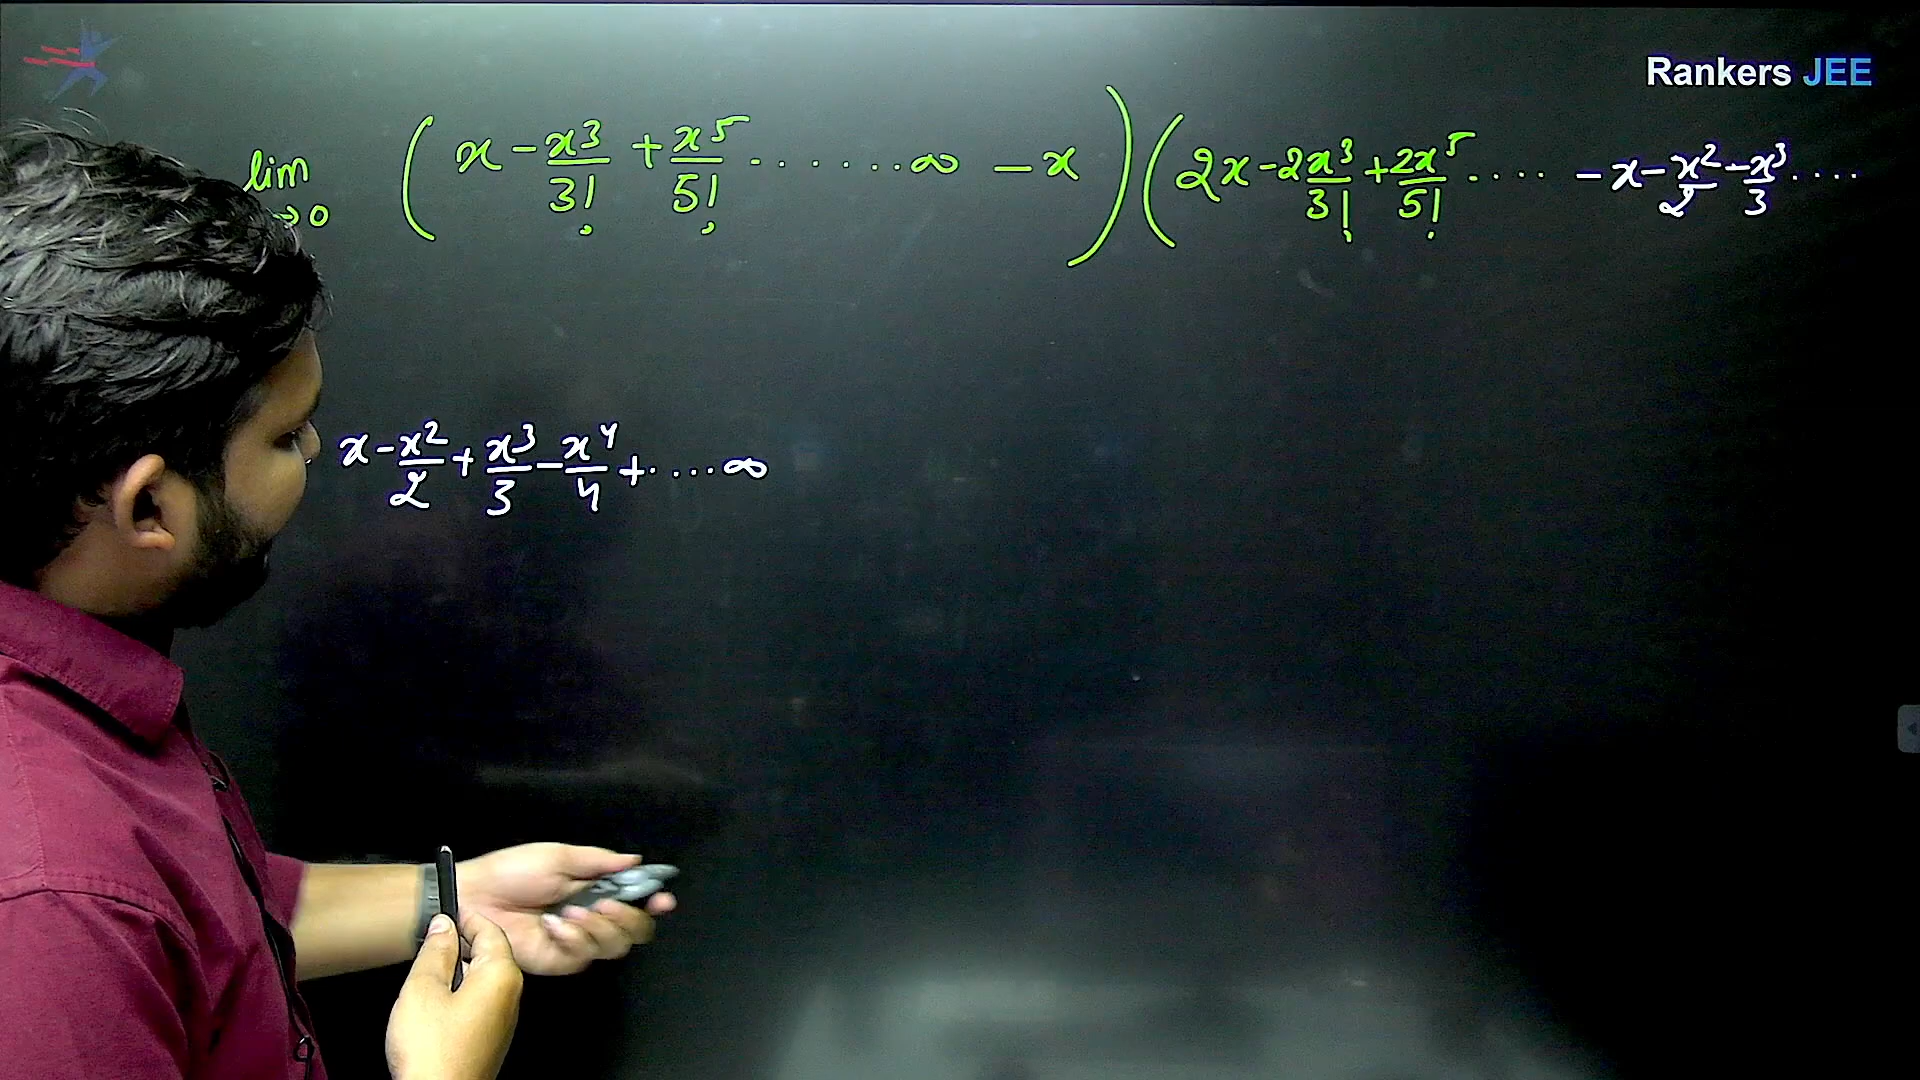 Rankers JEE
lim →0 ( x - x³/3! + x⁵/5! ........∞ - x ) ( 2x - 2x³/3! + 2x⁵/5! .... - x - x²/2 - x³/3 ....
x - x²/2 + x³/3 - x⁴/4 + ....∞